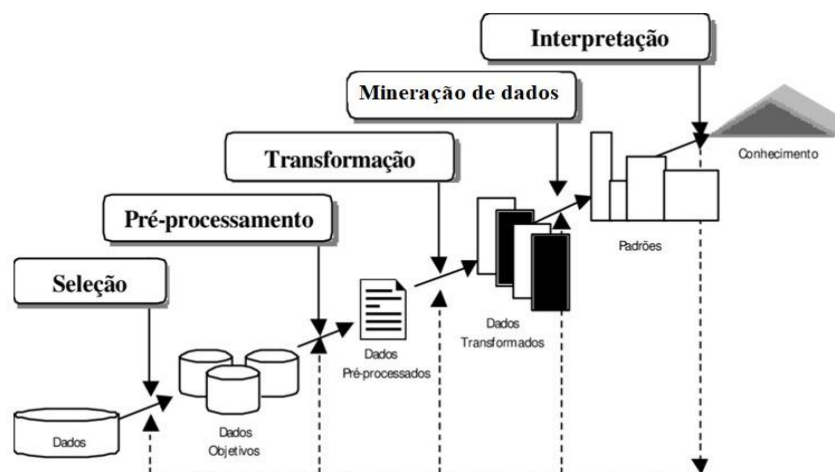 Interpretação
Mineração de dados
Transformação
Pré-processamento
Seleção
Conhecimento
Padrões
Dados
Transformados
Dados
Pré-processados
Dados
Objetivos
Dados